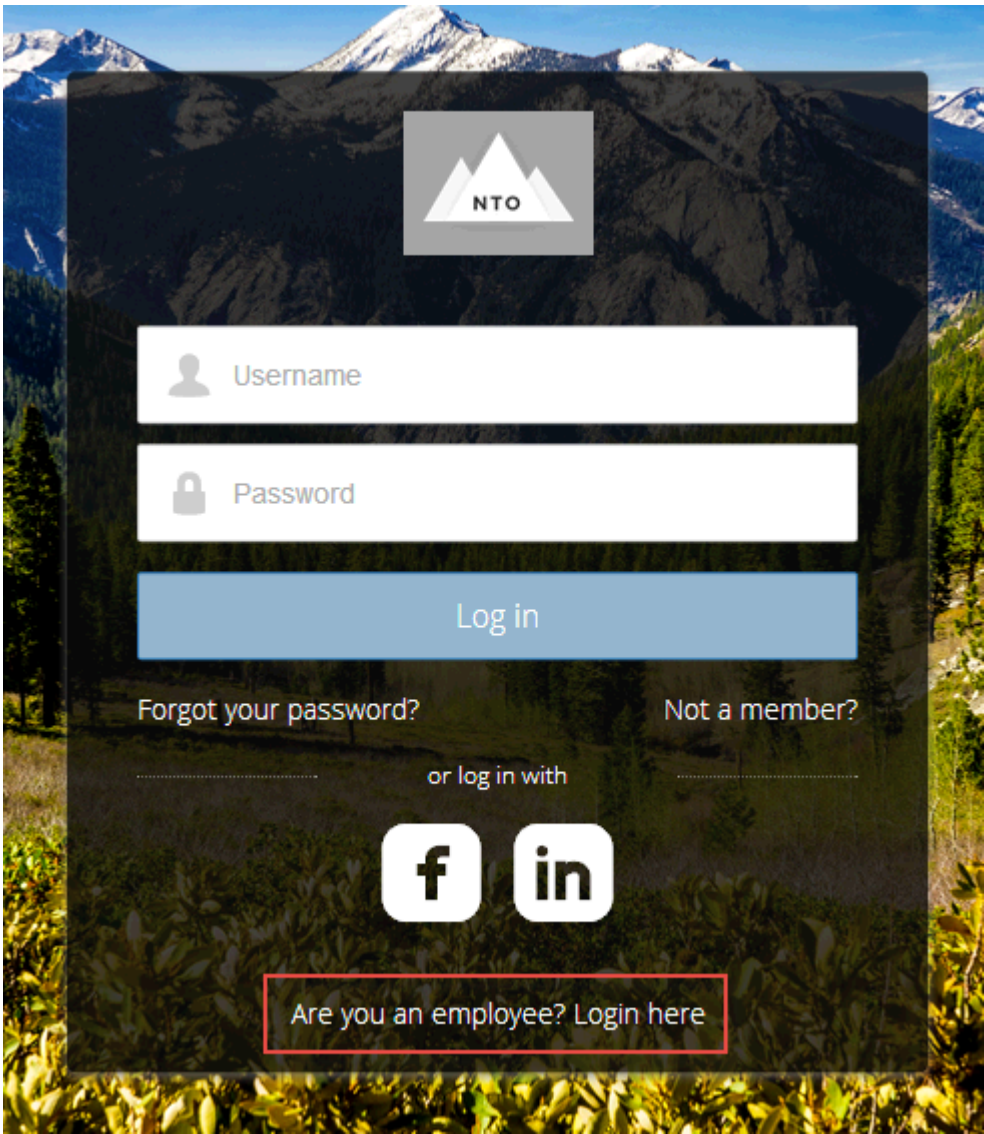 NTO
Username
Password
Log in
Forgot your password? Not a member?
or log in with
f in
Are you an employee? Login here